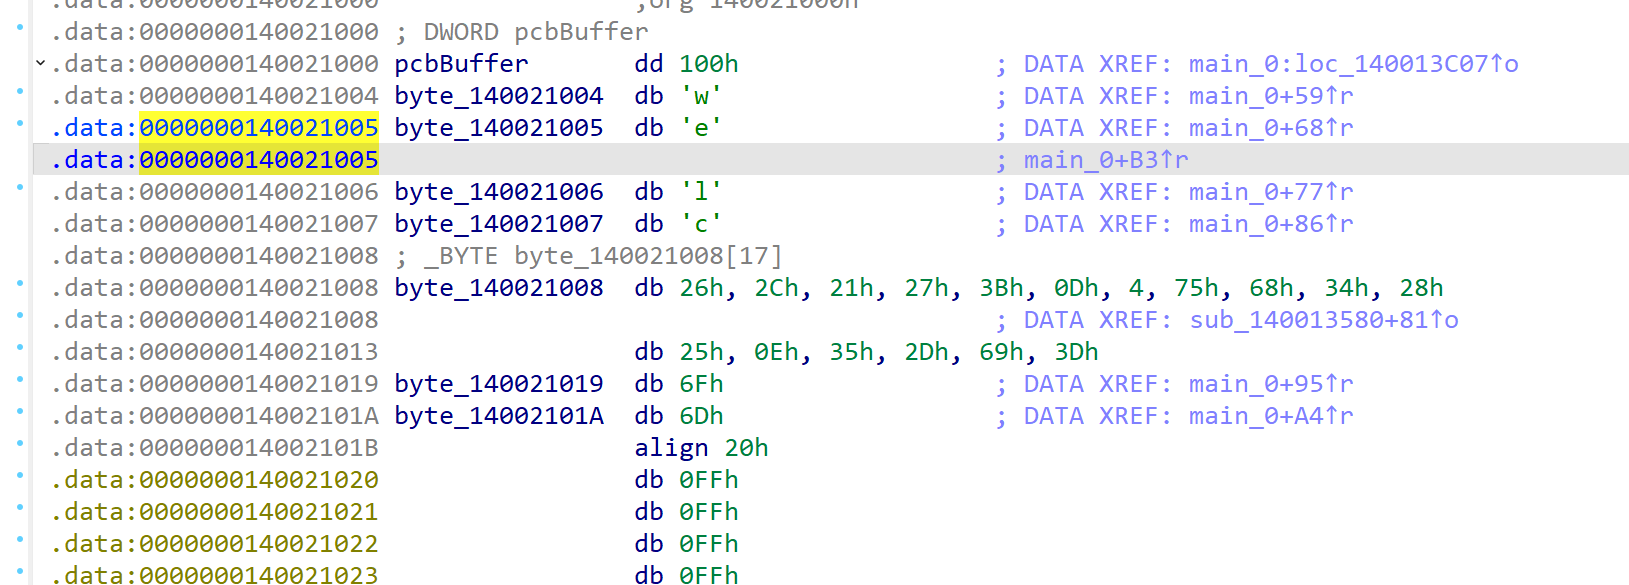 .data:0000000140021000 ;org 140021000h
.data:0000000140021000 ; DWORD pcbBuffer
.data:0000000140021000 pcbBuffer dd 100h ; DATA XREF: main_0:loc_140013C07↑o
.data:0000000140021004 byte_140021004 db 'w' ; DATA XREF: main_0+59↑r
.data:0000000140021005 byte_140021005 db 'e' ; DATA XREF: main_0+68↑r
.data:0000000140021005 ; main_0+B3↑r
.data:0000000140021006 byte_140021006 db 'l' ; DATA XREF: main_0+77↑r
.data:0000000140021007 byte_140021007 db 'c' ; DATA XREF: main_0+86↑r
.data:0000000140021008 ; _BYTE byte_140021008[17]
.data:0000000140021008 byte_140021008 db 26h, 2Ch, 21h, 27h, 3Bh, 0Dh, 4, 75h, 68h, 34h, 28h
.data:0000000140021008 ; DATA XREF: sub_140013580+81↑o
.data:0000000140021013 db 25h, 0Eh, 35h, 2Dh, 69h, 3Dh
.data:0000000140021019 byte_140021019 db 6Fh ; DATA XREF: main_0+95↑r
.data:000000014002101A byte_14002101A db 6Dh ; DATA XREF: main_0+A4↑r
.data:000000014002101B align 20h
.data:0000000140021020 db 0FFh
.data:0000000140021021 db 0FFh
.data:0000000140021022 db 0FFh
.data:0000000140021023 db 0FFh